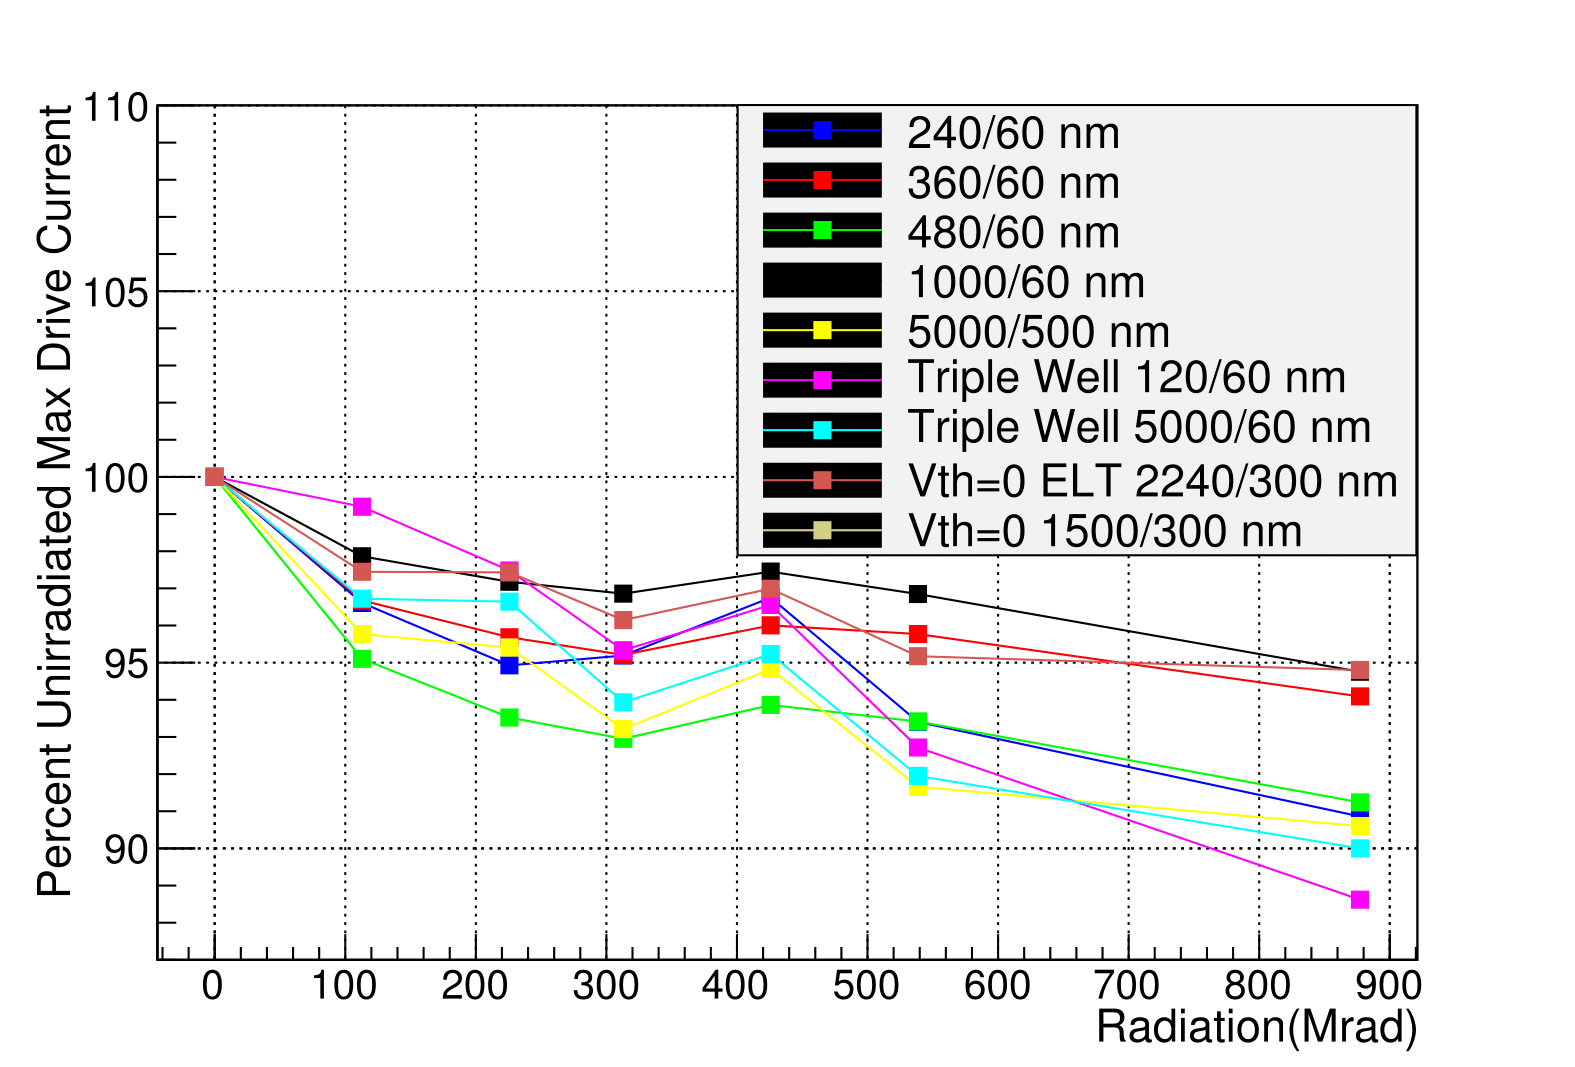 Percent Unirradiated Max Drive Current
110
105
100
95
90
240/60 nm
360/60 nm
480/60 nm
1000/60 nm
5000/500 nm
Triple Well 120/60 nm
Triple Well 5000/60 nm
Vth=0 ELT 2240/300 nm
Vth=0 1500/300 nm
0 100 200 300 400 500 600 700 800 900
Radiation(Mrad)